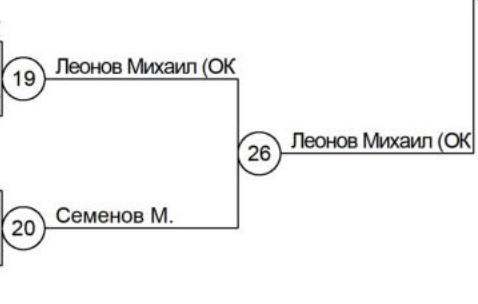 19 Леонов Михаил (ОК
26 Леонов Михаил (ОК
20 Семенов М.